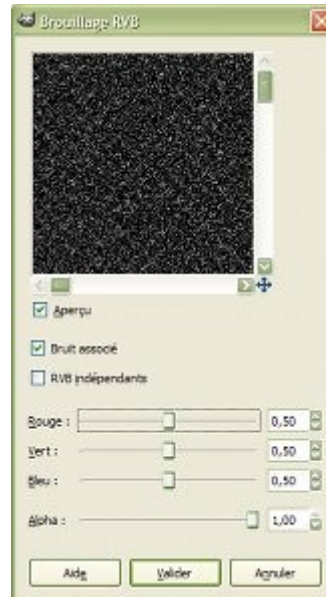 Brouillage RVB
Aperçu
Bruit associé
RVB indépendants
Rouge : 0,50
Vert : 0,50
Bleu : 0,50
Alpha : 1,00
Aide Valider Annuler